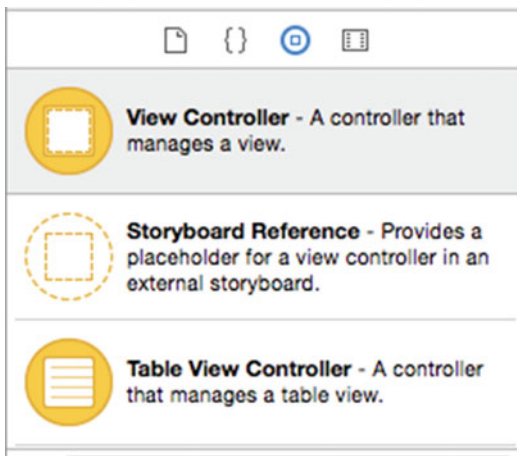 {}
View Controller - A controller that
manages a view.
Storyboard Reference - Provides a
placeholder for a view controller in an
external storyboard.
Table View Controller - A controller
that manages a table view.